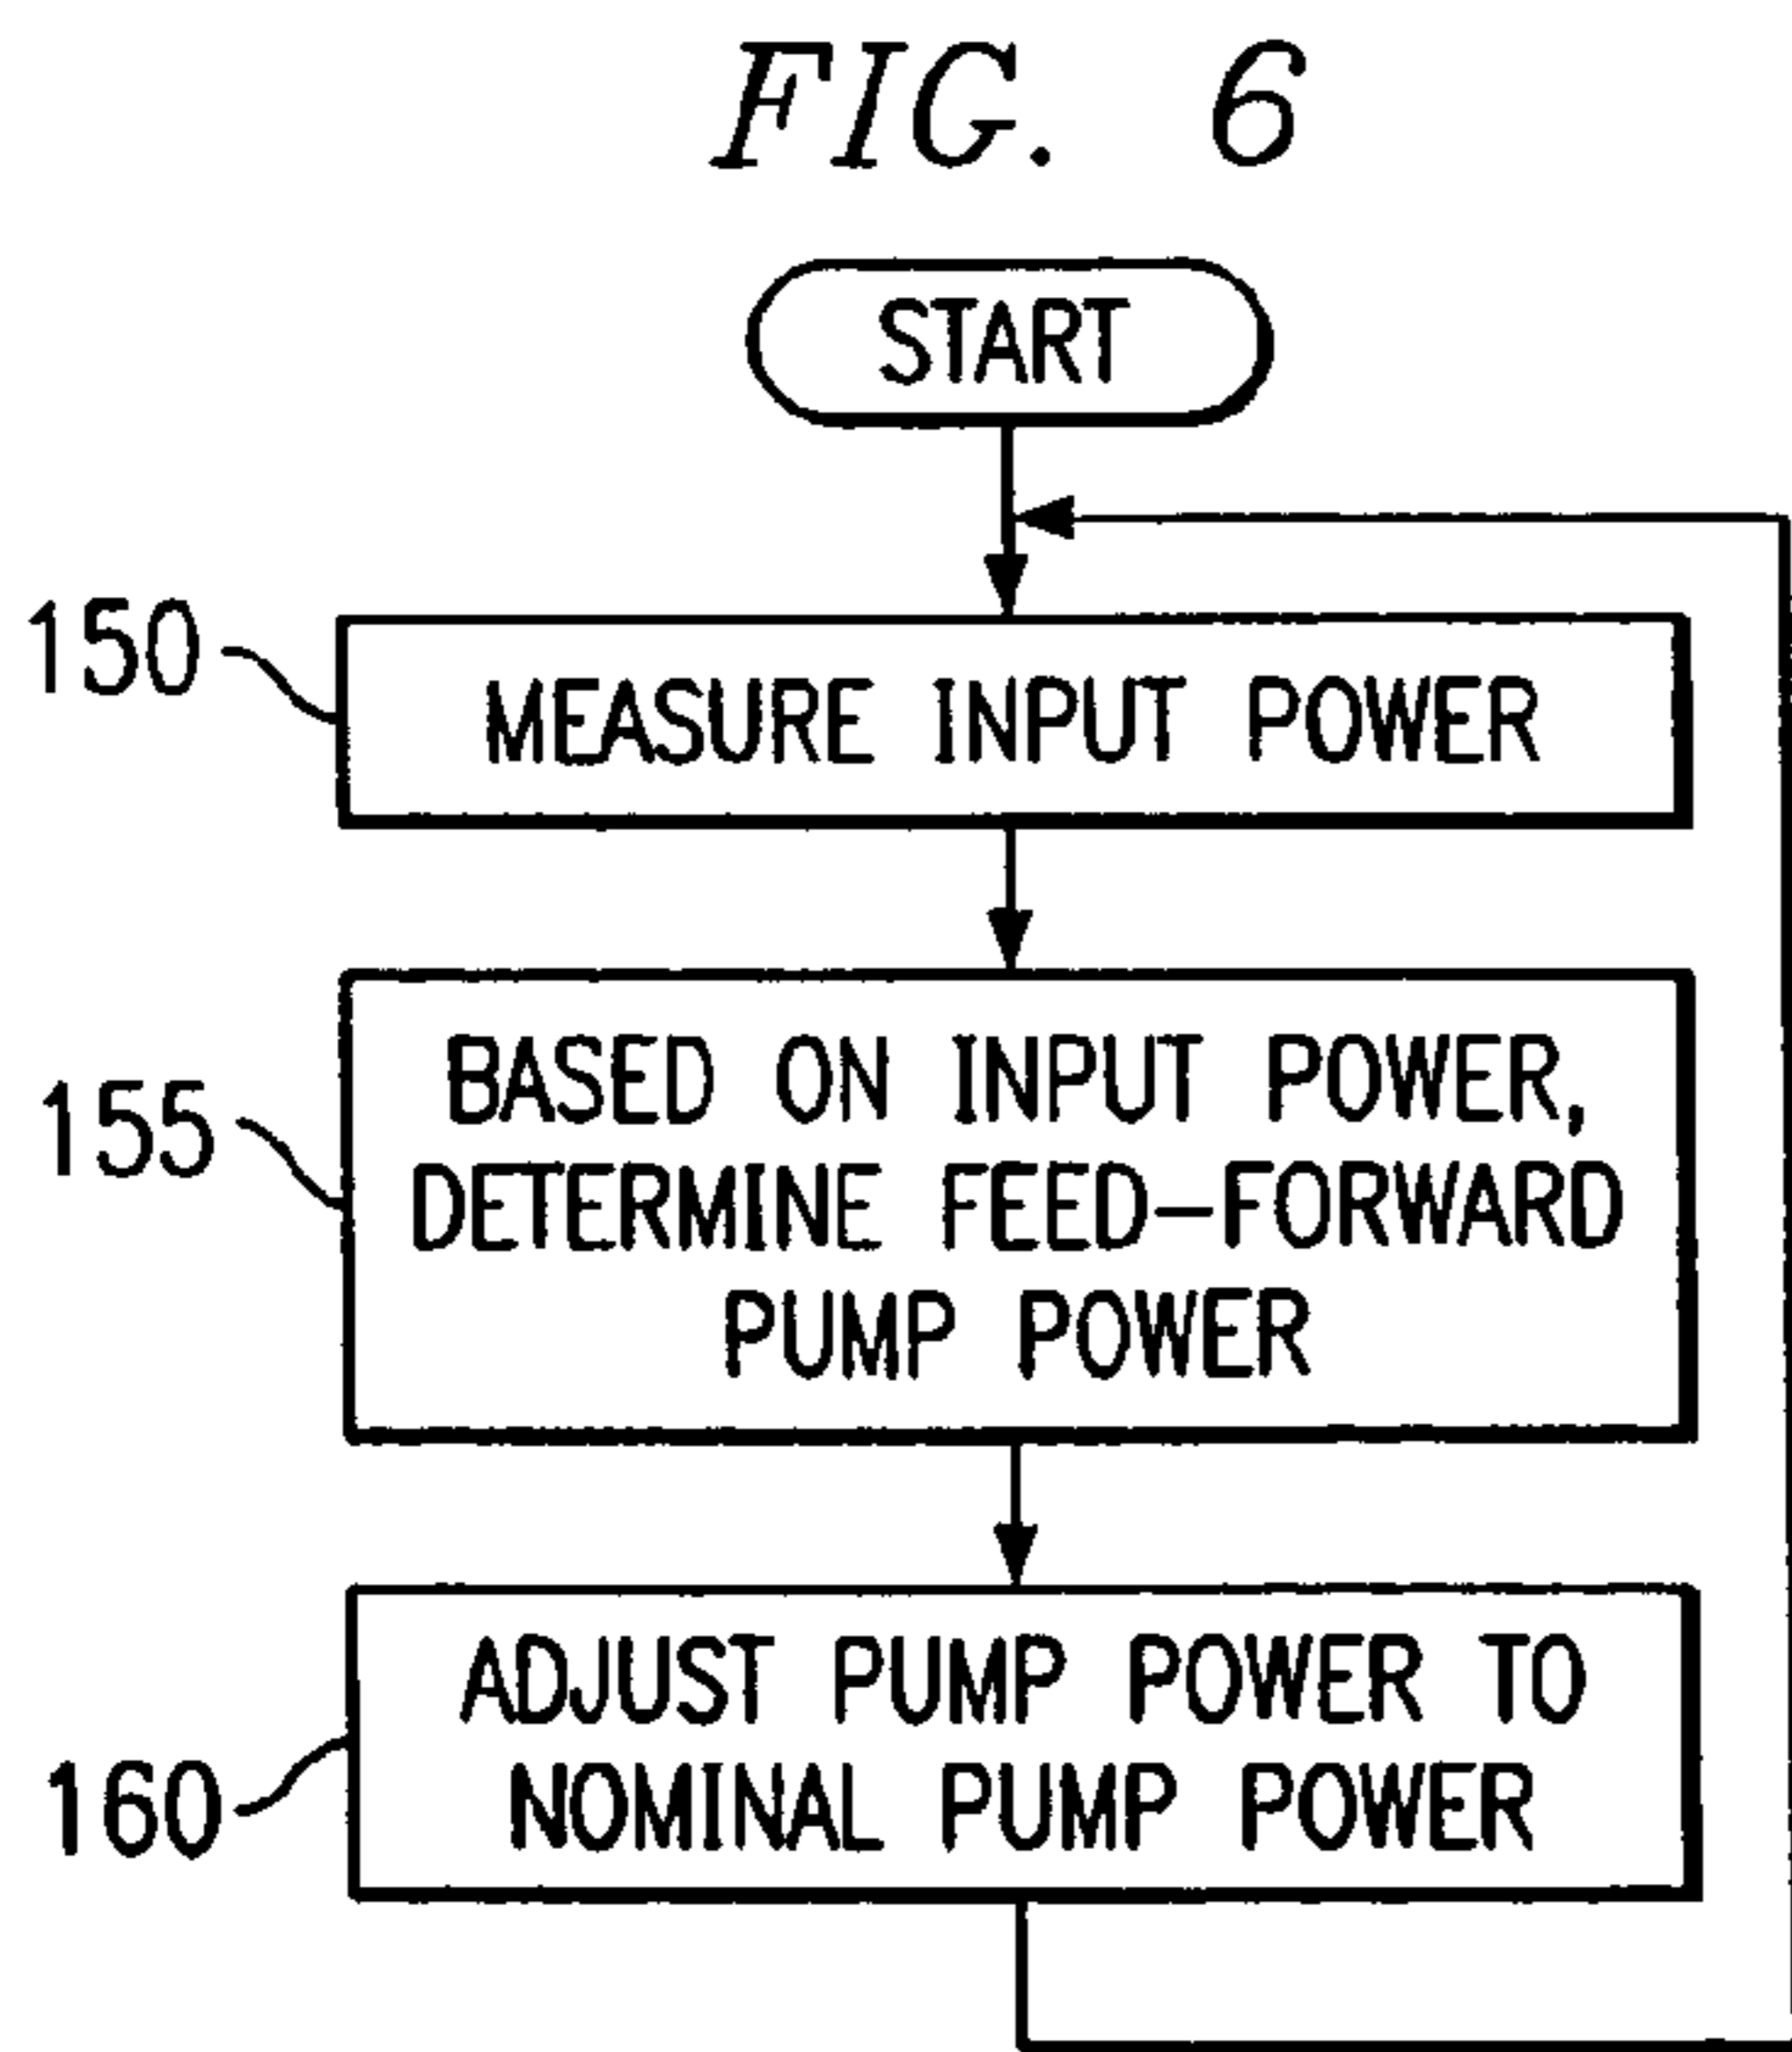 FIG. 6
START
150
MEASURE INPUT POWER
155
BASED ON INPUT POWER,
DETERMINE FEED-FORWARD
PUMP POWER
160
ADJUST PUMP POWER TO
NOMINAL PUMP POWER